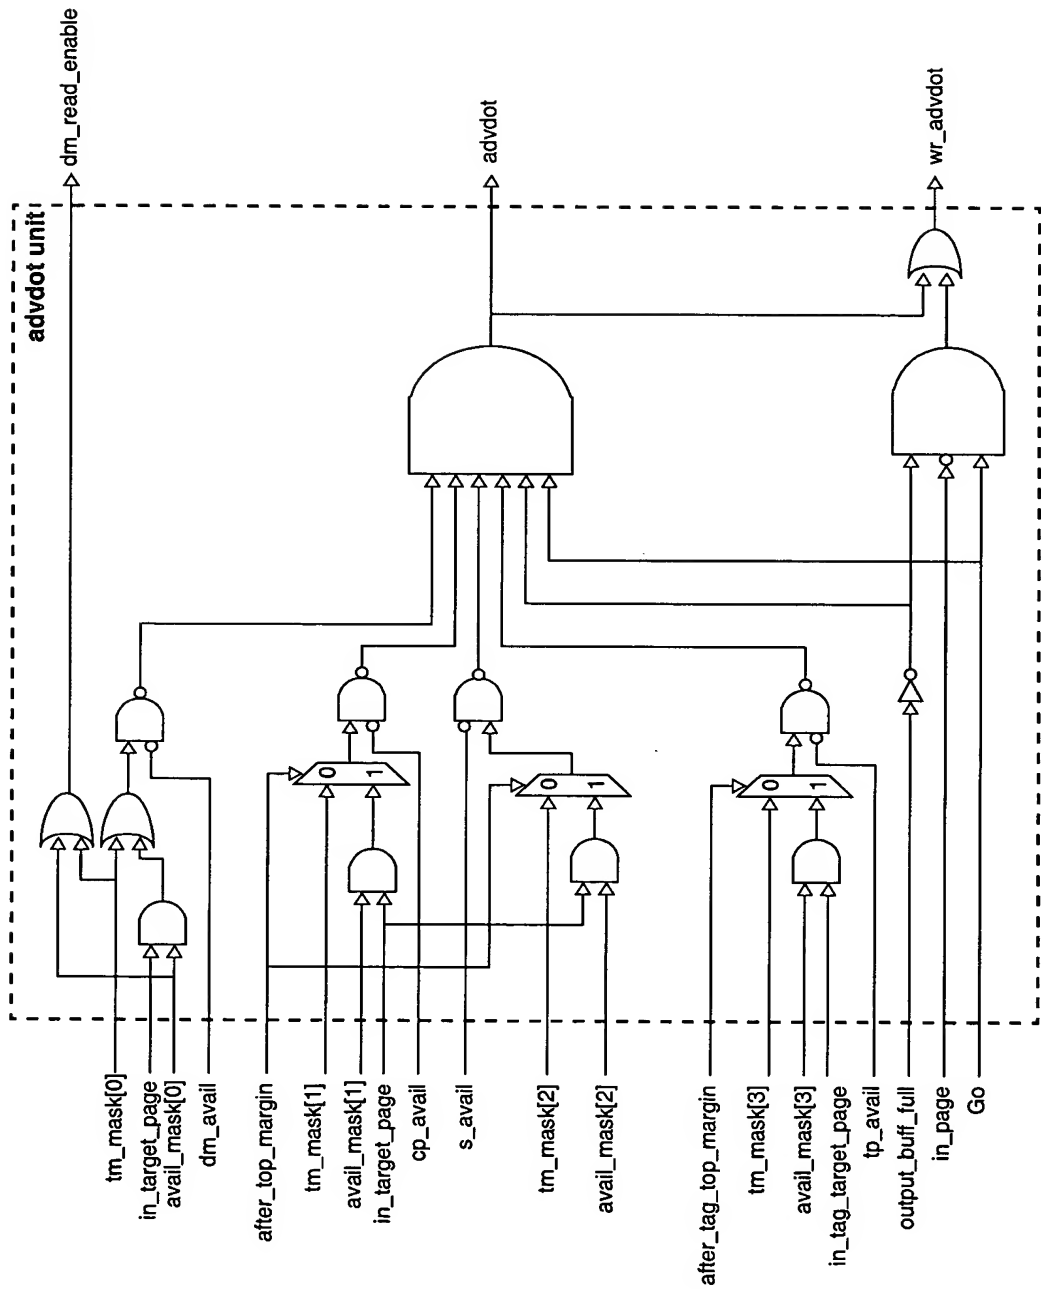 dm_read_enable
advdot
wr_advdot
advdot unit
0
1
0
1
0
1
tm_mask[0]
in_target_page
avail_mask[0]
dm_avail
after_top_margin
tm_mask[1]
avail_mask[1]
in_target_page
cp_avail
s_avail
tm_mask[2]
avail_mask[2]
after_tag_top_margin
tm_mask[3]
avail_mask[3]
in_tag_target_page
tp_avail
output_buff_full
in_page
Go